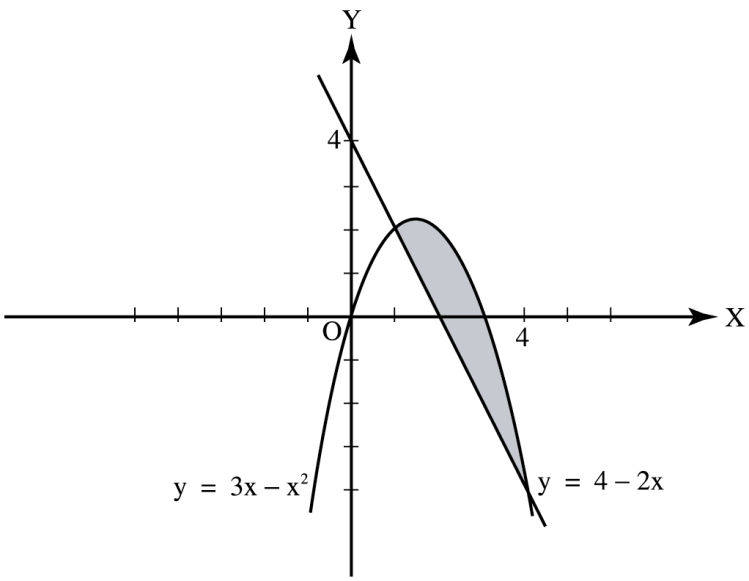 Y
4
O
4
X
y = 3x – x²
y = 4 – 2x